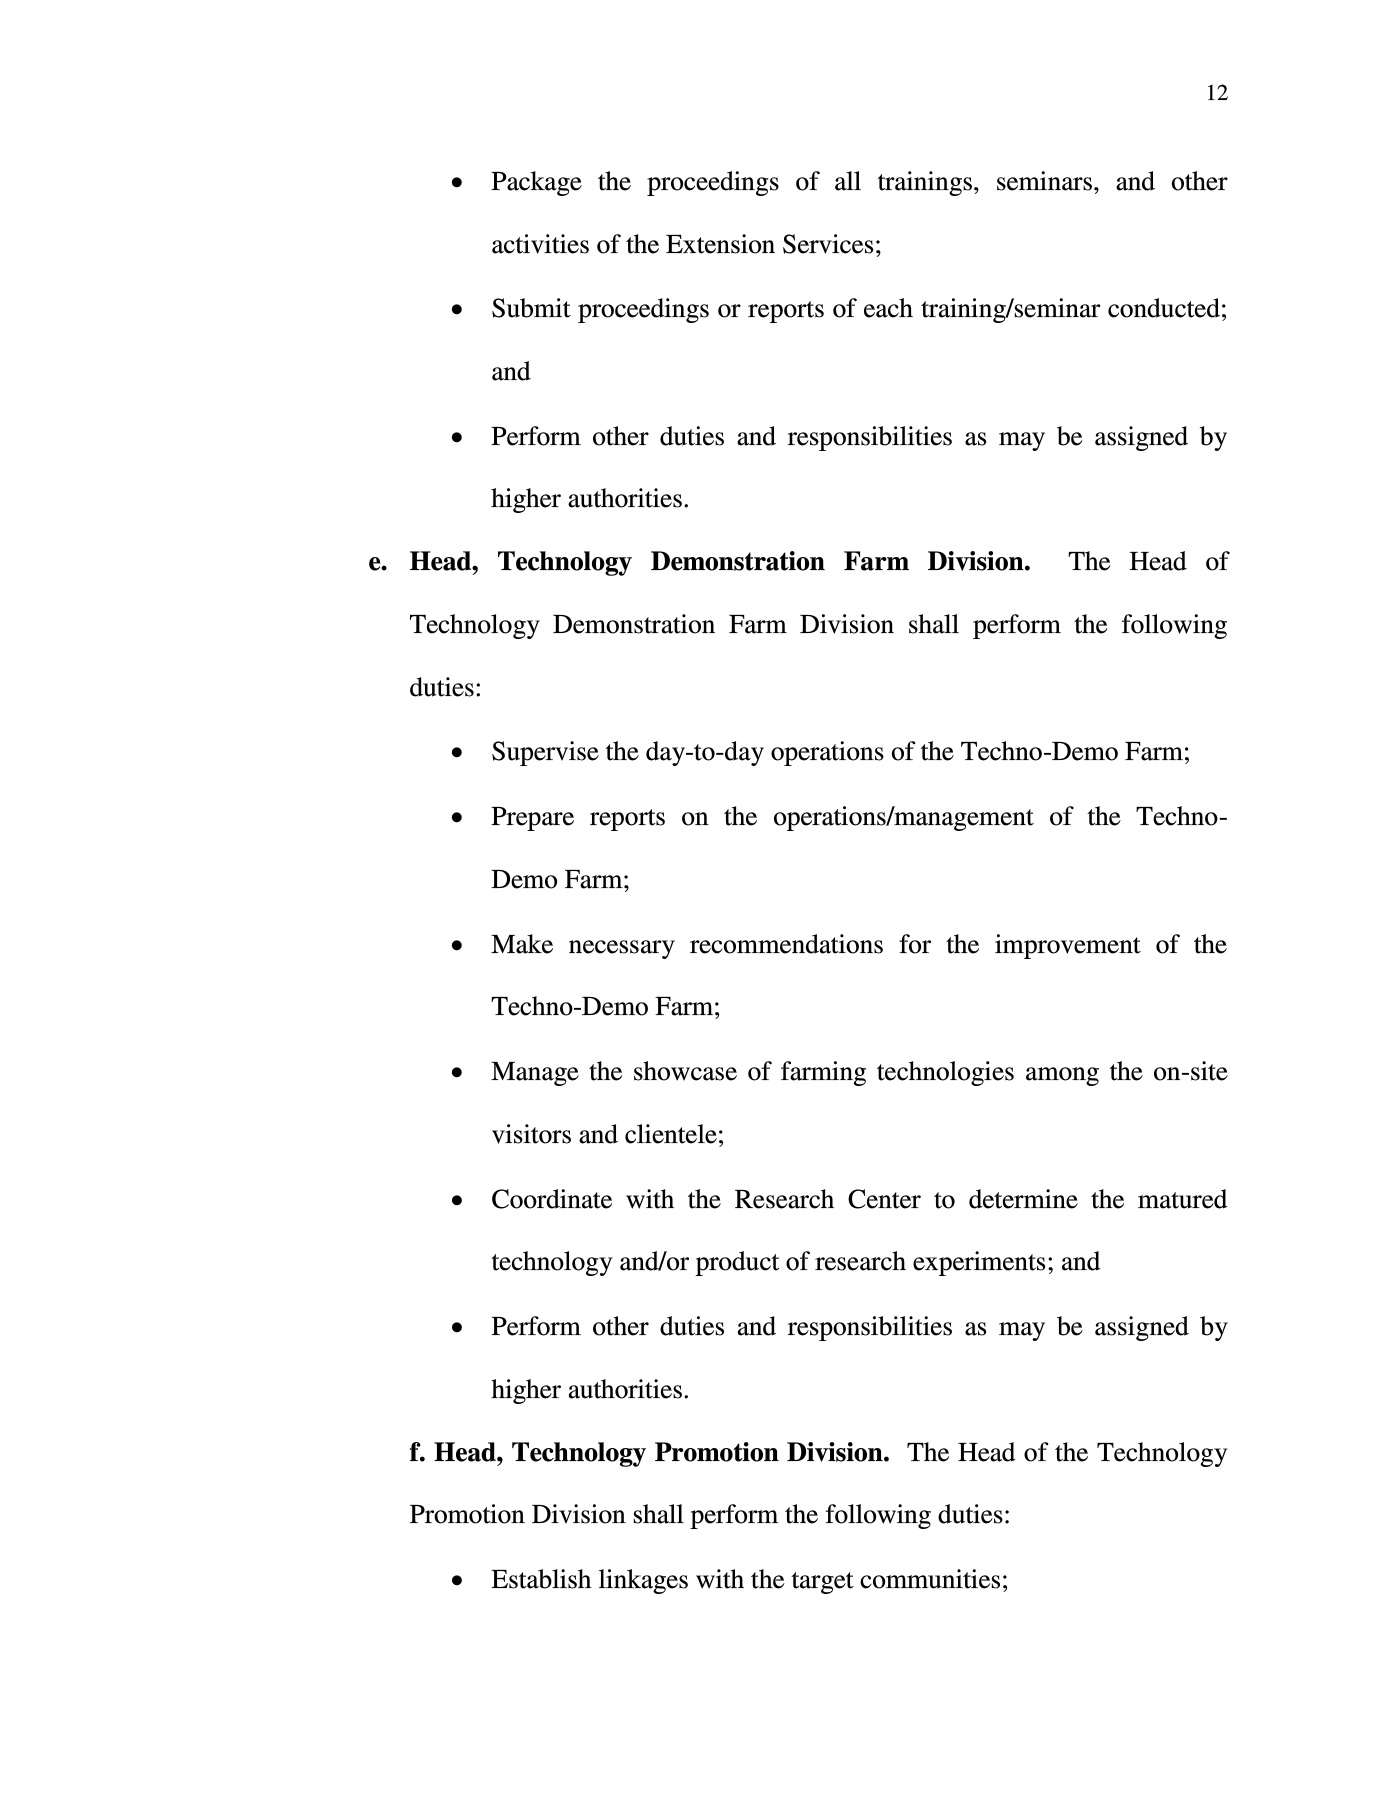 12
• Package the proceedings of all trainings, seminars, and other
activities of the Extension Services;
• Submit proceedings or reports of each training/seminar conducted;
and
• Perform other duties and responsibilities as may be assigned by
higher authorities.
e. Head, Technology Demonstration Farm Division. The Head of
Technology Demonstration Farm Division shall perform the following
duties:
• Supervise the day-to-day operations of the Techno-Demo Farm;
• Prepare reports on the operations/management of the Techno-
Demo Farm;
• Make necessary recommendations for the improvement of the
Techno-Demo Farm;
• Manage the showcase of farming technologies among the on-site
visitors and clientele;
• Coordinate with the Research Center to determine the matured
technology and/or product of research experiments; and
• Perform other duties and responsibilities as may be assigned by
higher authorities.
f. Head, Technology Promotion Division. The Head of the Technology
Promotion Division shall perform the following duties:
• Establish linkages with the target communities;